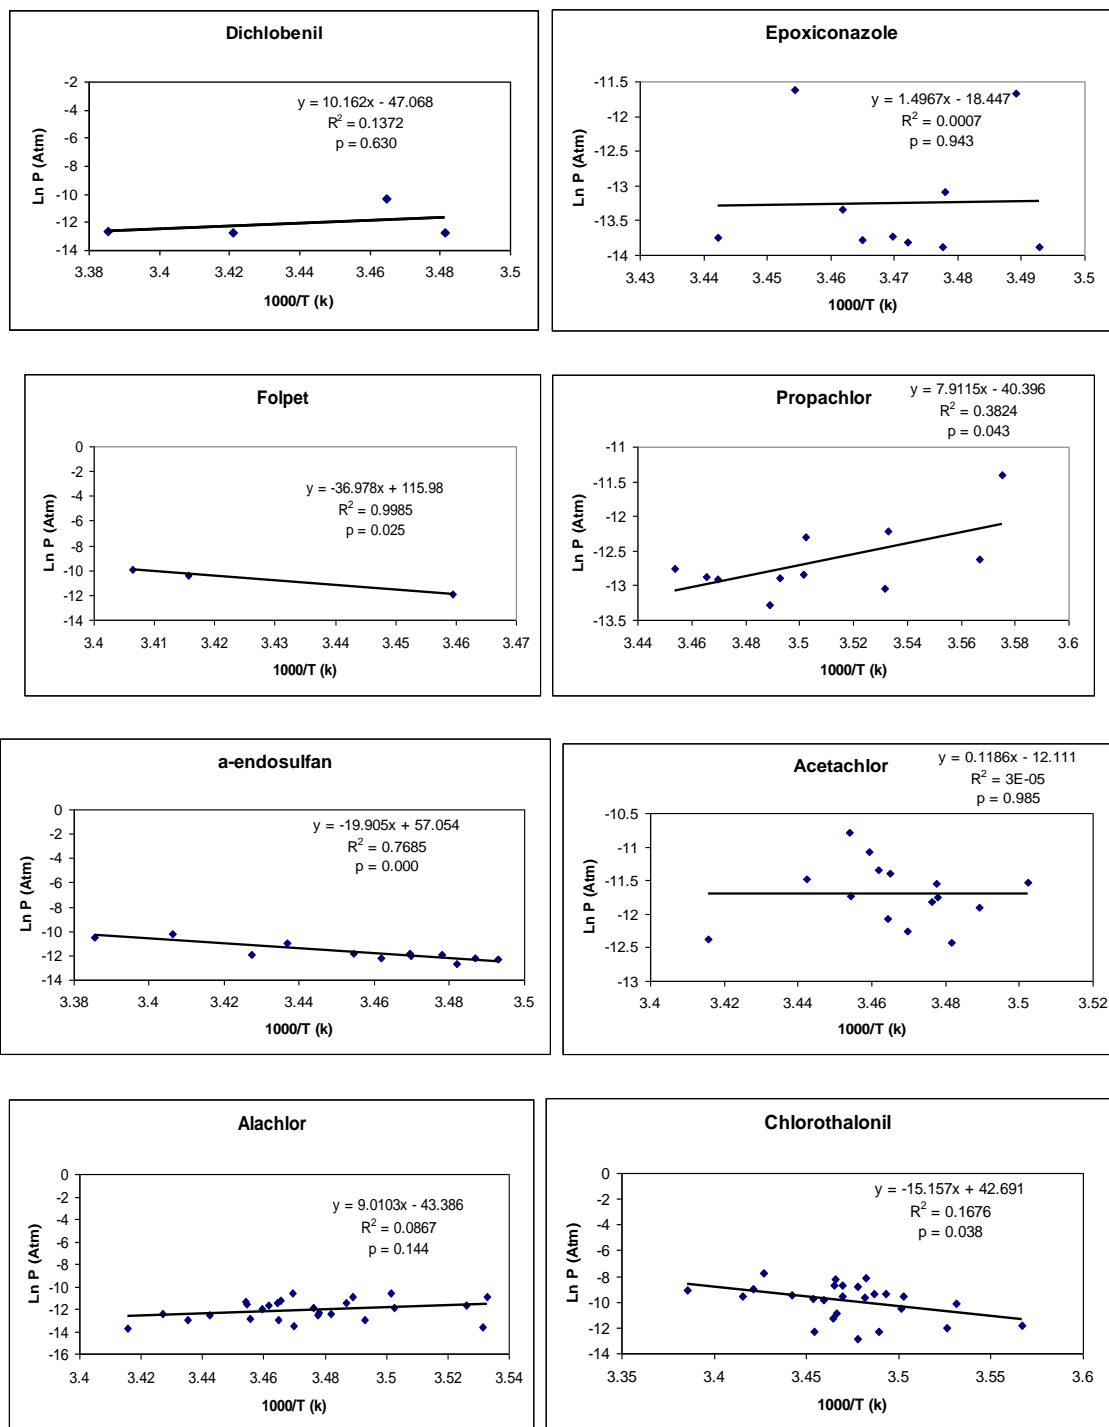 Dichlobenil
y = 10.162x - 47.068
R² = 0.1372
p = 0.630
Ln P (Atm)
-2
-4
-6
-8
-10
-12
-14
3.38 3.4 3.42 3.44 3.46 3.48 3.5
1000/T (k)
Epoxiconazole
y = 1.4967x - 18.447
R² = 0.0007
p = 0.943
Ln P (Atm)
-11.5
-12
-12.5
-13
-13.5
-14
3.43 3.44 3.45 3.46 3.47 3.48 3.49 3.5
1000/T (k)
Folpet
y = -36.978x + 115.98
R² = 0.9985
p = 0.025
Ln P (Atm)
0
-2
-4
-6
-8
-10
-12
-14
3.4 3.41 3.42 3.43 3.44 3.45 3.46 3.47
1000/T (k)
Propachlor
y = 7.9115x - 40.396
R² = 0.3824
p = 0.043
Ln P (Atm)
-11
-11.5
-12
-12.5
-13
-13.5
3.44 3.46 3.48 3.5 3.52 3.54 3.56 3.58 3.6
1000/T (k)
a-endosulfan
y = -19.905x + 57.054
R² = 0.7685
p = 0.000
Ln P (Atm)
0
-2
-4
-6
-8
-10
-12
-14
3.38 3.4 3.42 3.44 3.46 3.48 3.5
1000/T (k)
Acetachlor
y = 0.1186x - 12.111
R² = 3E-05
p = 0.985
Ln P (Atm)
-10.5
-11
-11.5
-12
-12.5
-13
3.4 3.42 3.44 3.46 3.48 3.5 3.52
1000/T (k)
Alachlor
y = 9.0103x - 43.386
R² = 0.0867
p = 0.144
Ln P (Atm)
0
-2
-4
-6
-8
-10
-12
-14
-16
3.4 3.42 3.44 3.46 3.48 3.5 3.52 3.54
1000/T (k)
Chlorothalonil
y = -15.157x + 42.691
R² = 0.1676
p = 0.038
Ln P (Atm)
0
-2
-4
-6
-8
-10
-12
-14
3.35 3.4 3.45 3.5 3.55 3.6
1000/T (k)